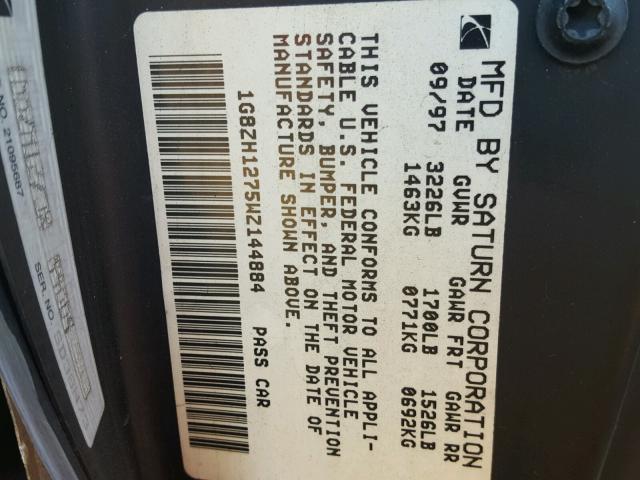 MFD BY SATURN CORPORATION
DATE GVWR GAWR FRT GAWR RR
09/97 3226LB 1700LB 1526LB
1463KG 0771KG 0692KG
THIS VEHICLE CONFORMS TO ALL APPLI-
CABLE U.S. FEDERAL MOTOR VEHICLE
SAFETY, BUMPER, AND THEFT PREVENTION
STANDARDS IN EFFECT ON THE DATE OF
MANUFACTURE SHOWN ABOVE.
1G8ZH1275WZ144884 PASS CAR
NO. 21095687